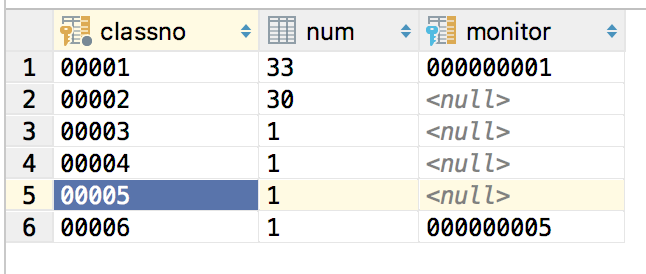 classno num monitor
1 00001 33 000000001
2 00002 30 <null>
3 00003 1 <null>
4 00004 1 <null>
5 00005 1 <null>
6 00006 1 000000005